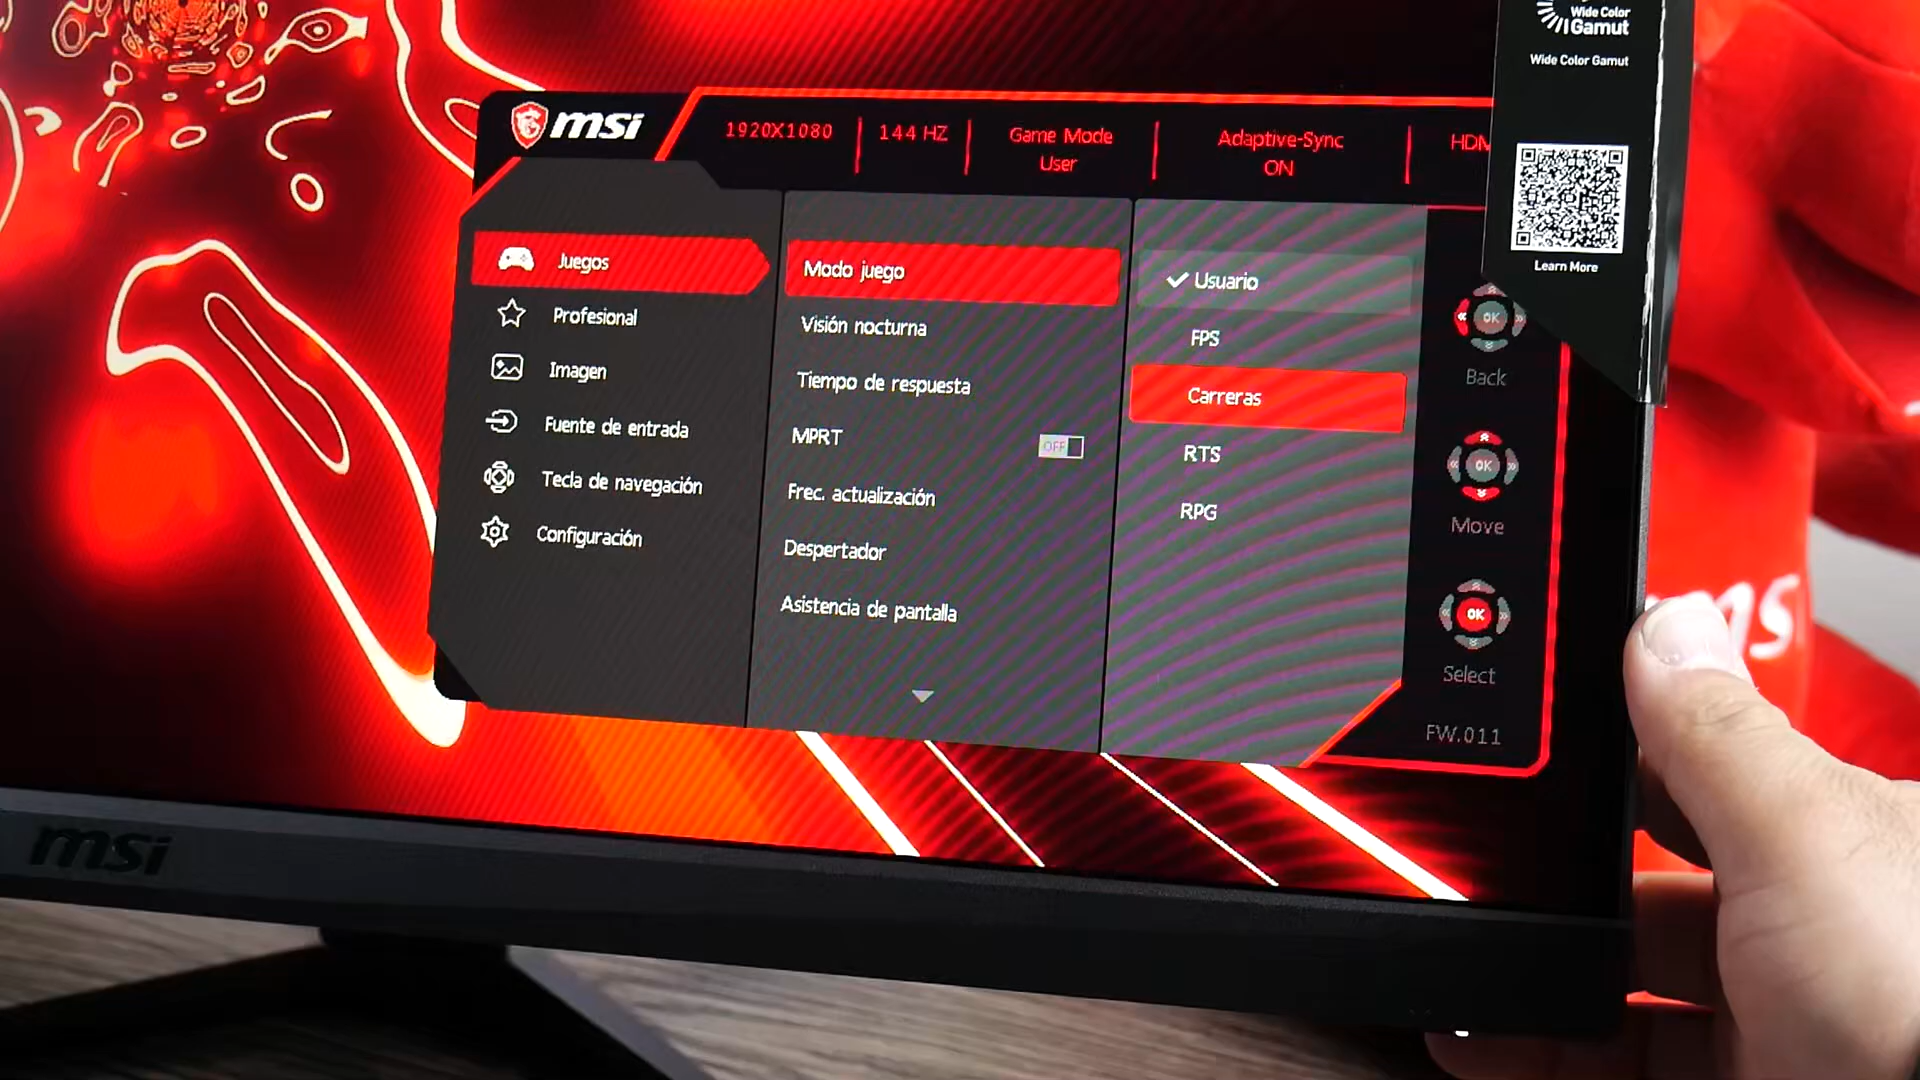 Wide Color
Gamut
Wide Color Gamut
Learn More
msi
1920X1080
144 HZ
Game Mode
User
Adaptive-Sync
ON
Juegos
Profesional
Imagen
Fuente de entrada
Tecla de navegación
Configuración
Modo juego
Visión nocturna
Tiempo de respuesta
MPRT
OFF
Frec. actualización
Despertador
Asistencia de pantalla
Usuario
FPS
Carreras
RTS
RPG
OK
Back
OK
Move
OK
Select
FW.011
msi